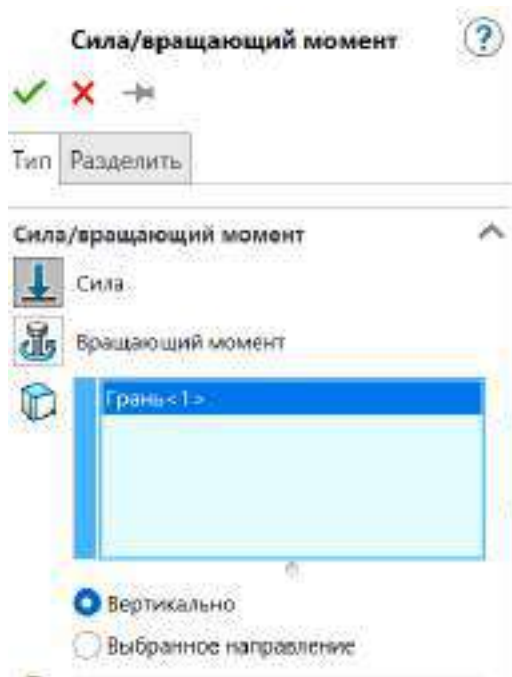 Сила/вращающий момент
?
Тип Разделить
Сила/вращающий момент
Сила
Вращающий момент
Грань<1>
Вертикально
Выбранное направление